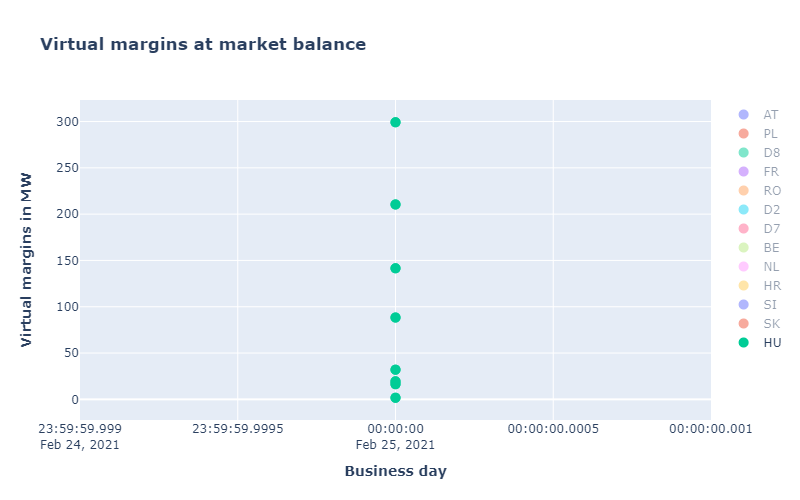 Virtual margins at market balance
Virtual margins in MW
300
250
200
150
100
50
0
23:59:59.999
Feb 24, 2021
23:59:59.9995
00:00:00
Feb 25, 2021
00:00:00.0005
00:00:00.001
Business day
AT
PL
D8
FR
RO
D2
D7
BE
NL
HR
SI
SK
HU